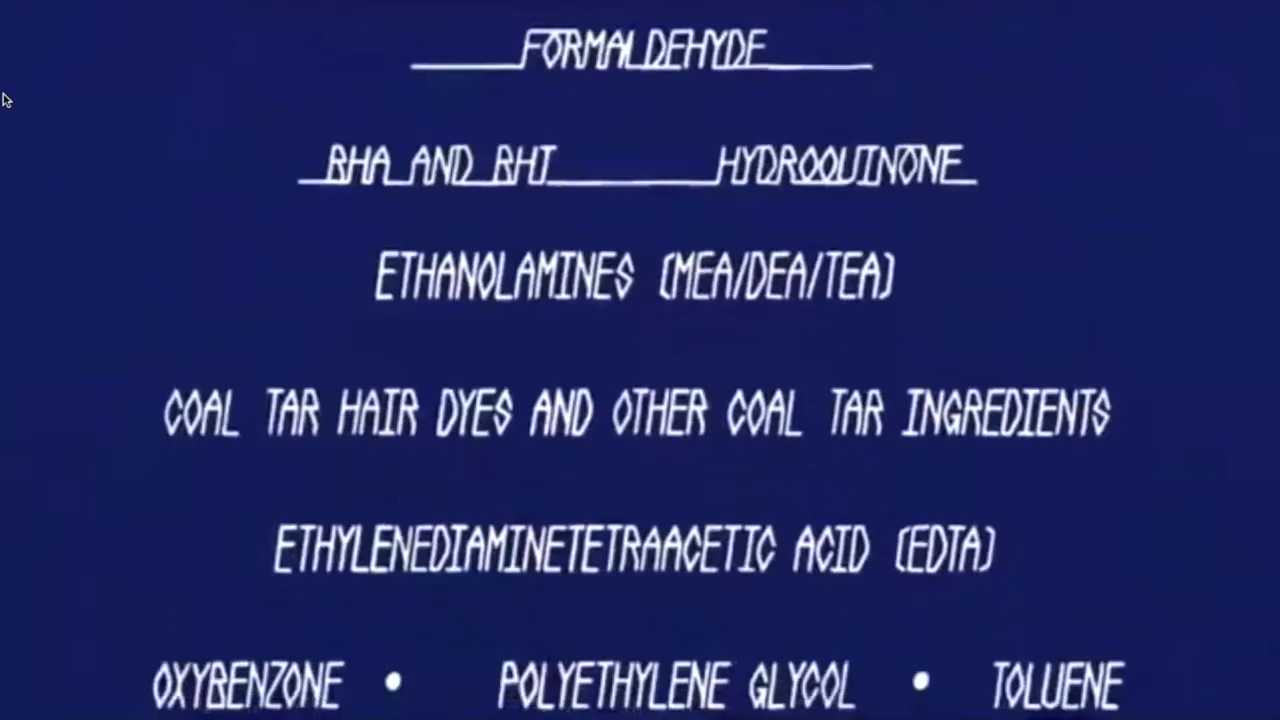 FORMALDEHYDE
BHA AND BHT HYDROQUINONE
ETHANOLAMINES (MEA/DEA/TEA)
COAL TAR HAIR DYES AND OTHER COAL TAR INGREDIENTS
ETHYLENEDIAMINETETRAACETIC ACID (EDTA)
OXYBENZONE • POLYETHYLENE GLYCOL • TOLUENE